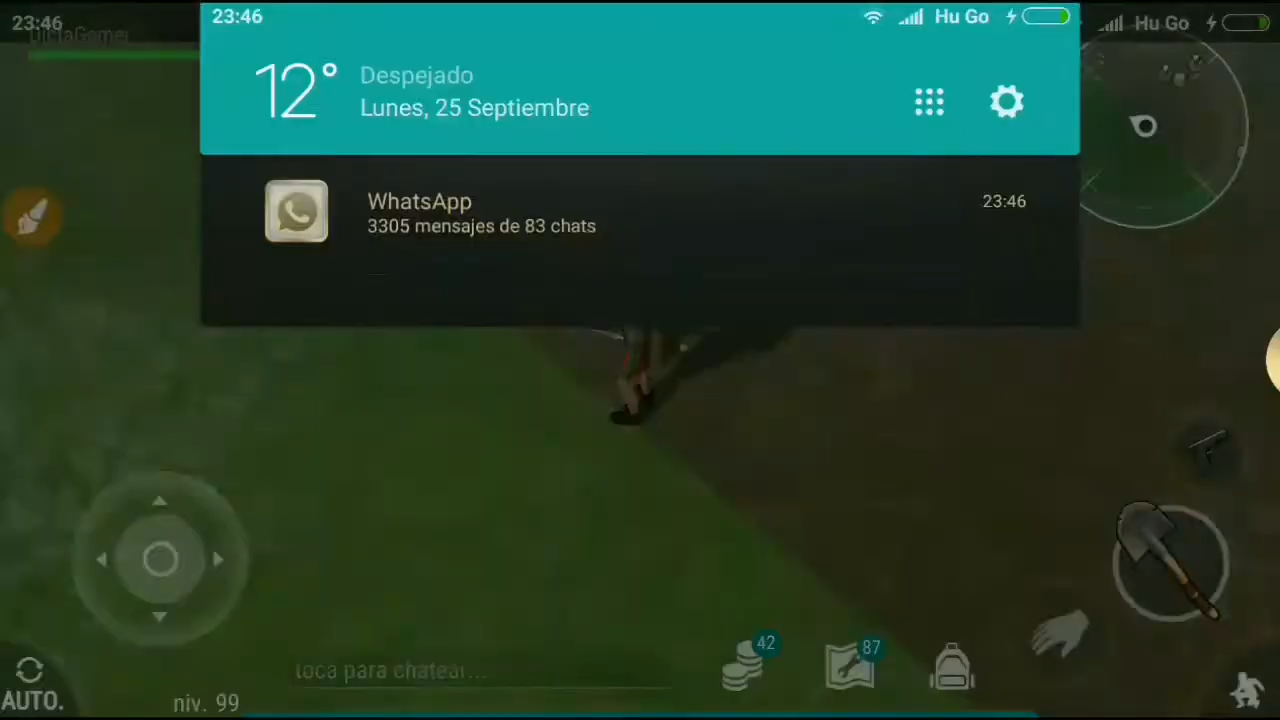 23:46
23:46
Hu Go
Hu Go
DictaGamer
12°
Despejado
Lunes, 25 Septiembre
WhatsApp
23:46
3305 mensajes de 83 chats
42
87
toca para chatear...
AUTO.
niv. 99